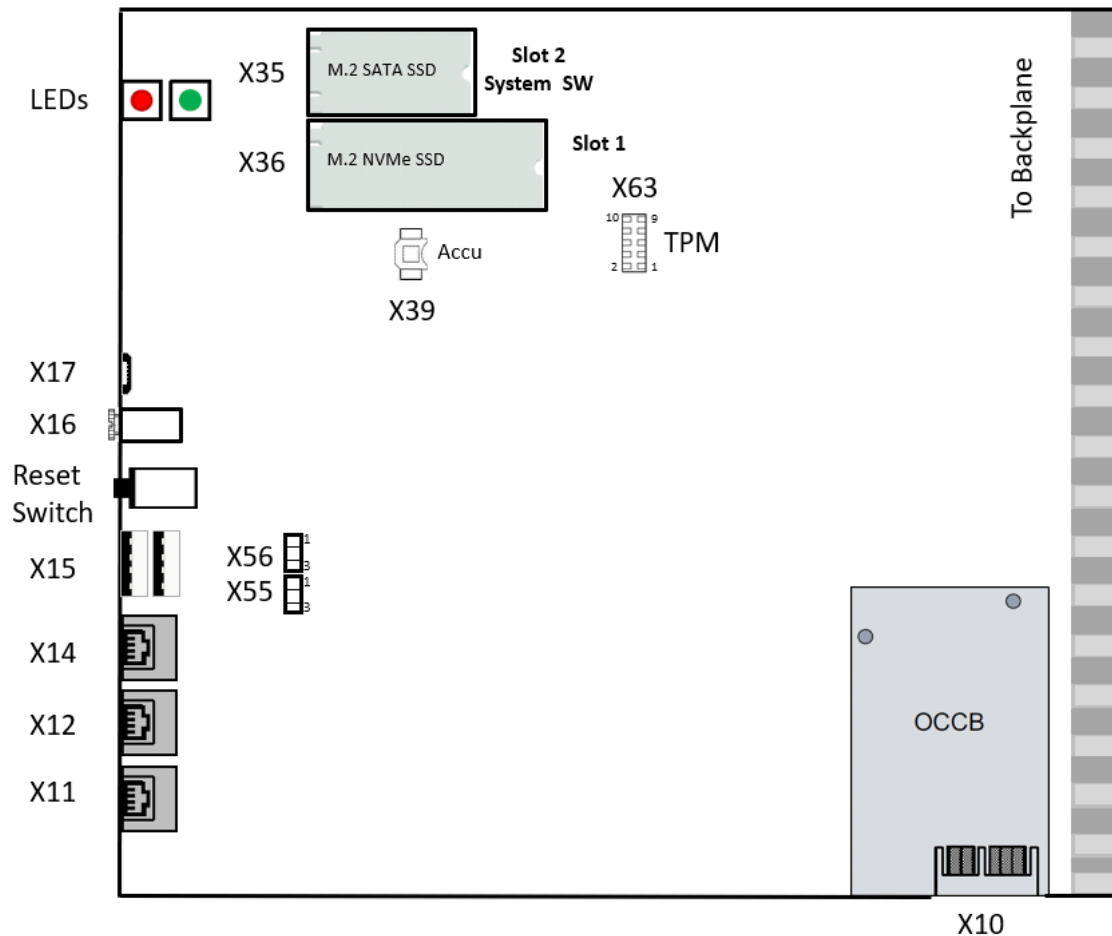 X35
M.2 SATA SSD
Slot 2
System SW
LEDs
X36
M.2 NVMe SSD
Slot 1
To Backplane
X63
10 9
TPM
2 1
Accu
X39
X17
X16
Reset
Switch
X15
X56
1
3
X55
1
3
X14
X12
X11
OCCB
X10